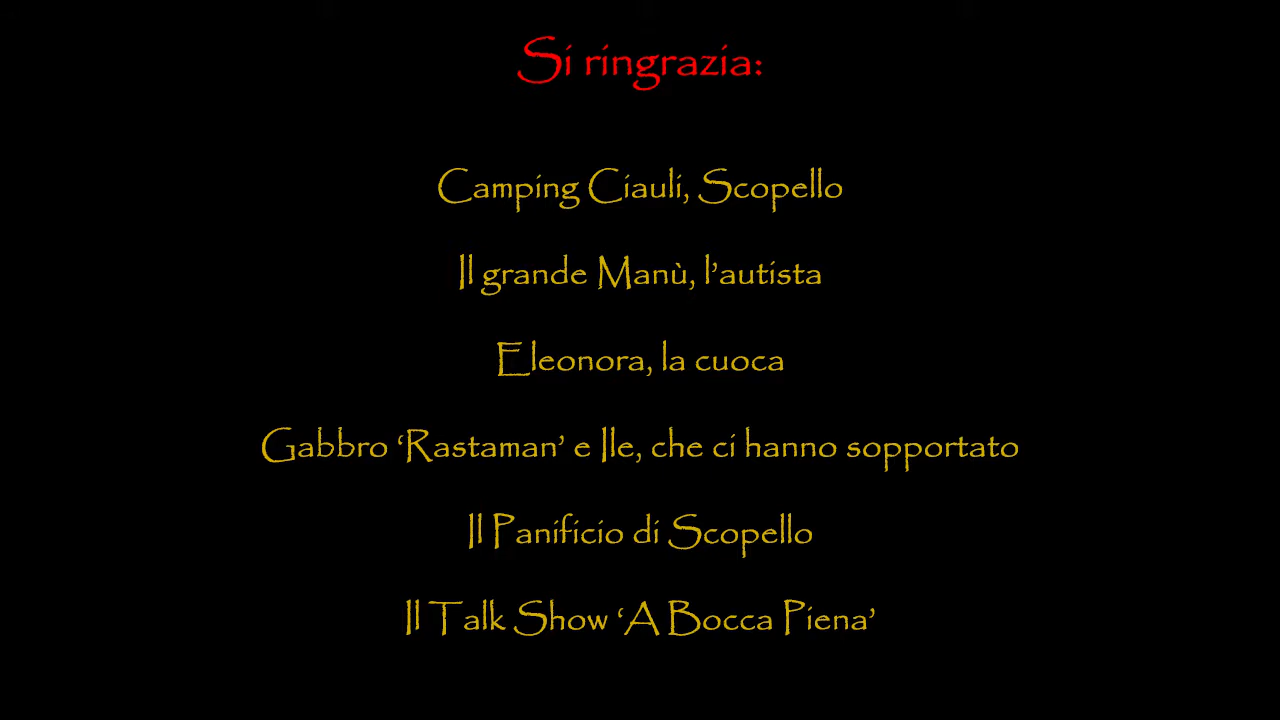 Si ringrazia:
Camping Ciauli, Scopello
Il grande Manù, l’autista
Eleonora, la cuoca
Gabbro ‘Rastaman’ e Ile, che ci hanno sopportato
Il Panificio di Scopello
Il Talk Show ‘A Bocca Piena’